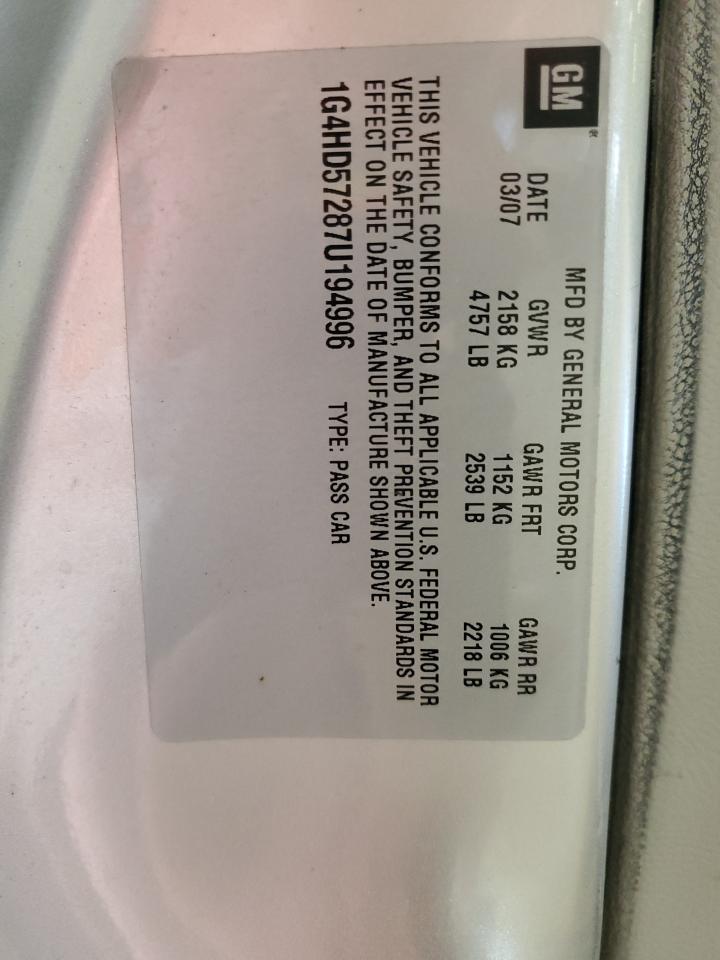 GM
MFD BY GENERAL MOTORS CORP.
DATE GVWR GAWR FRT GAWR RR
03/07 2158 KG 1152 KG 1006 KG
4757 LB 2539 LB 2218 LB
THIS VEHICLE CONFORMS TO ALL APPLICABLE U.S. FEDERAL MOTOR
VEHICLE SAFETY, BUMPER, AND THEFT PREVENTION STANDARDS IN
EFFECT ON THE DATE OF MANUFACTURE SHOWN ABOVE.
1G4HD57287U194996 TYPE: PASS CAR